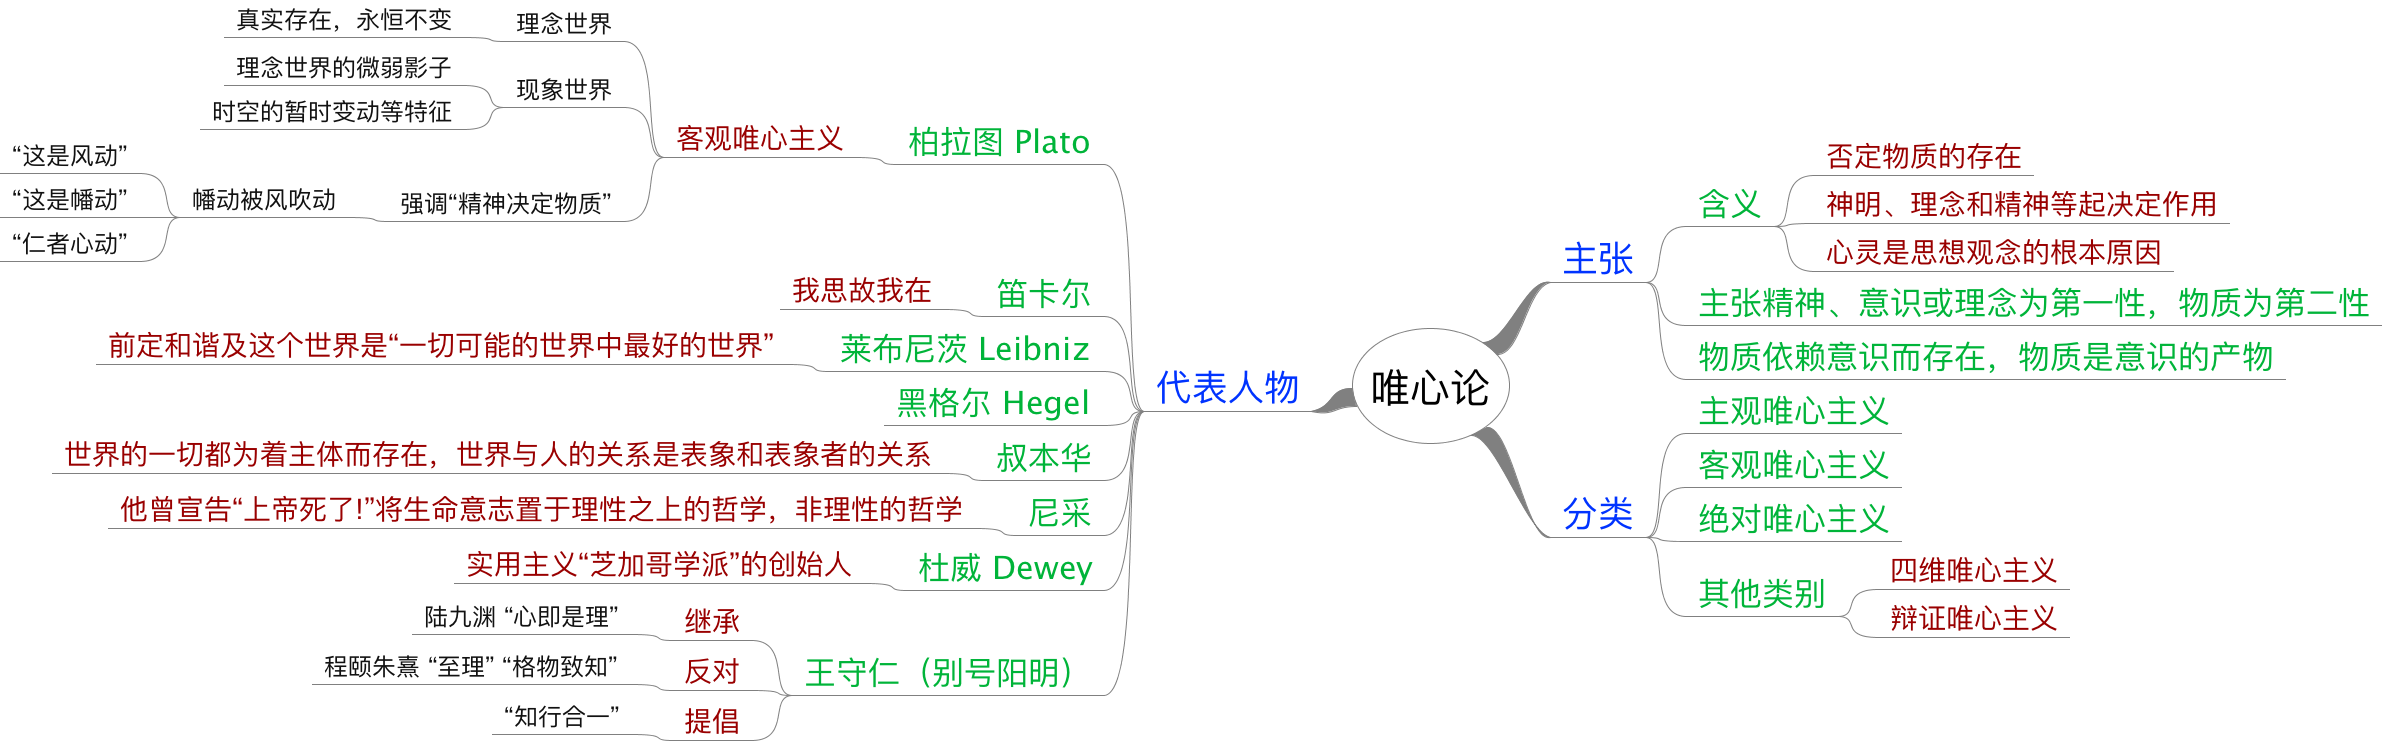 唯心论
主张
含义
否定物质的存在
神明、理念和精神等起决定作用
心灵是思想观念的根本原因
主张精神、意识或理念为第一性，物质为第二性
物质依赖意识而存在，物质是意识的产物
分类
主观唯心主义
客观唯心主义
绝对唯心主义
其他类别
四维唯心主义
辩证唯心主义
代表人物
柏拉图 Plato
客观唯心主义
理念世界
真实存在，永恒不变
现象世界
理念世界的微弱影子
时空的暂时变动等特征
强调“精神决定物质”
幡动被风吹动
“这是风动”
“这是幡动”
“仁者心动”
笛卡尔
我思故我在
莱布尼茨 Leibniz
前定和谐及这个世界是“一切可能的世界中最好的世界”
黑格尔 Hegel
叔本华
世界的一切都为着主体而存在，世界与人的关系是表象和表象者的关系
尼采
他曾宣告“上帝死了!”将生命意志置于理性之上的哲学，非理性的哲学
杜威 Dewey
实用主义“芝加哥学派”的创始人
王守仁（别号阳明）
继承
陆九渊 “心即是理”
反对
程颐朱熹 “至理” “格物致知”
提倡
“知行合一”